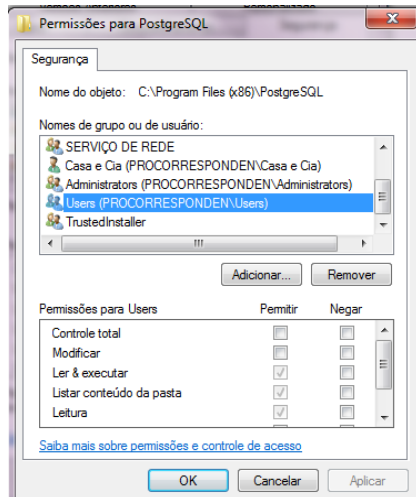 Permissões para PostgreSQL
Segurança
Nome do objeto: C:\Program Files (x86)\PostgreSQL
Nomes de grupo ou de usuário:
SERVIÇO DE REDE
Casa e Cia (PROCORRESPONDEN\Casa e Cia)
Administrators (PROCORRESPONDEN\Administrators)
Users (PROCORRESPONDEN\Users)
TrustedInstaller
Adicionar... Remover
Permissões para Users Permitir Negar
Controle total
Modificar
Ler & executar
Listar conteúdo da pasta
Leitura
Saiba mais sobre permissões e controle de acesso
OK Cancelar Aplicar